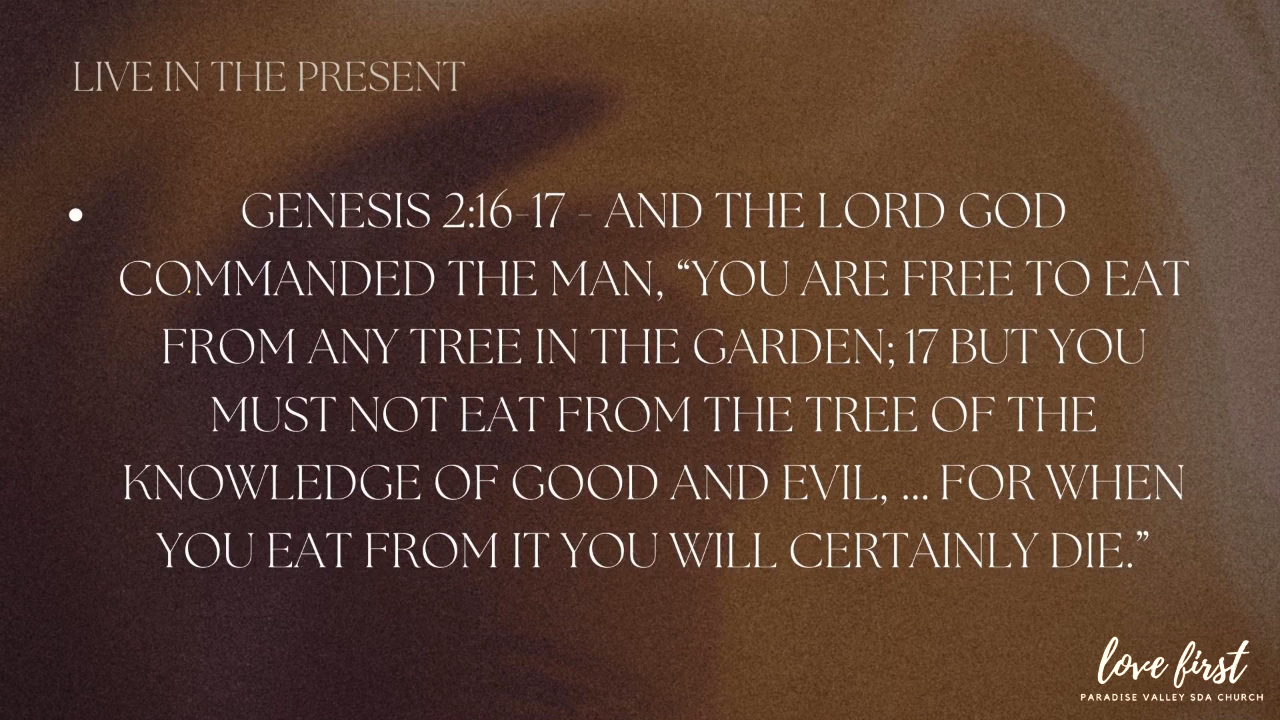 LIVE IN THE PRESENT
• GENESIS 2:16-17 - AND THE LORD GOD
COMMANDED THE MAN, “YOU ARE FREE TO EAT
FROM ANY TREE IN THE GARDEN; 17 BUT YOU
MUST NOT EAT FROM THE TREE OF THE
KNOWLEDGE OF GOOD AND EVIL, ... FOR WHEN
YOU EAT FROM IT YOU WILL CERTAINLY DIE.”
love first
PARADISE VALLEY SDA CHURCH